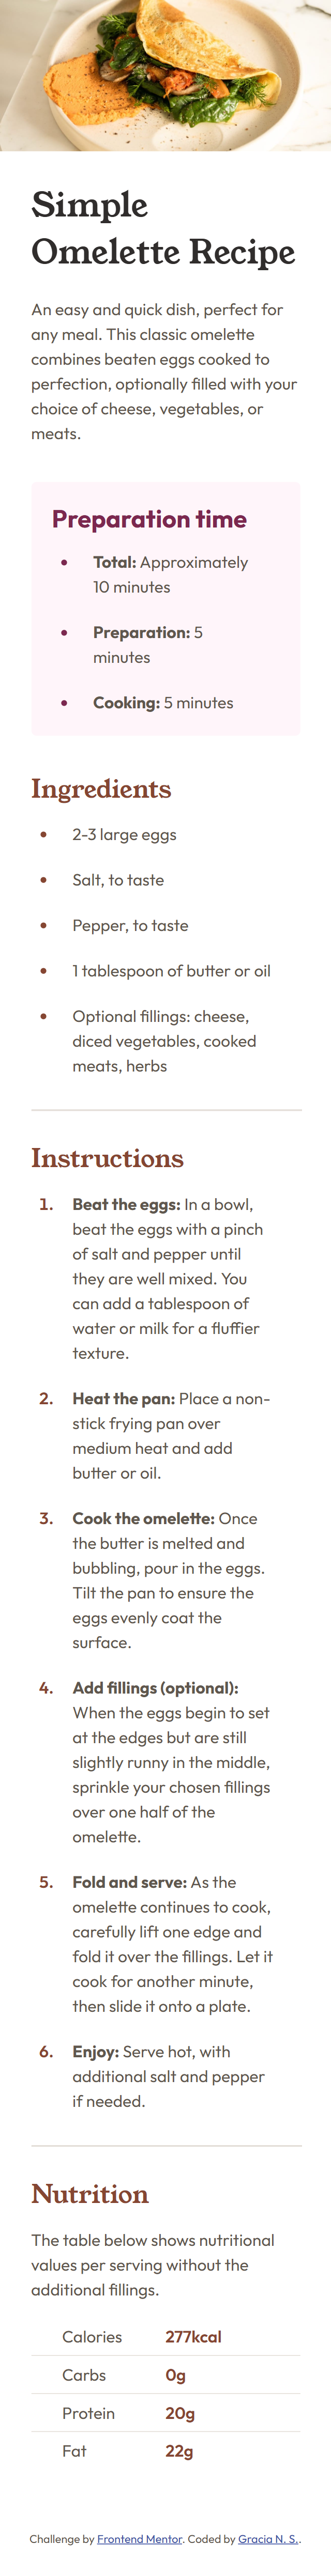 Simple
Omelette Recipe
An easy and quick dish, perfect for
any meal. This classic omelette
combines beaten eggs cooked to
perfection, optionally filled with your
choice of cheese, vegetables, or
meats.
Preparation time
• Total: Approximately
10 minutes
• Preparation: 5
minutes
• Cooking: 5 minutes
Ingredients
• 2-3 large eggs
• Salt, to taste
• Pepper, to taste
• 1 tablespoon of butter or oil
• Optional fillings: cheese,
diced vegetables, cooked
meats, herbs
Instructions
1. Beat the eggs: In a bowl,
beat the eggs with a pinch
of salt and pepper until
they are well mixed. You
can add a tablespoon of
water or milk for a fluffier
texture.
2. Heat the pan: Place a non-
stick frying pan over
medium heat and add
butter or oil.
3. Cook the omelette: Once
the butter is melted and
bubbling, pour in the eggs.
Tilt the pan to ensure the
eggs evenly coat the
surface.
4. Add fillings (optional):
When the eggs begin to set
at the edges but are still
slightly runny in the middle,
sprinkle your chosen fillings
over one half of the
omelette.
5. Fold and serve: As the
omelette continues to cook,
carefully lift one edge and
fold it over the fillings. Let it
cook for another minute,
then slide it onto a plate.
6. Enjoy: Serve hot, with
additional salt and pepper
if needed.
Nutrition
The table below shows nutritional
values per serving without the
additional fillings.
Calories 277kcal
Carbs 0g
Protein 20g
Fat 22g
Challenge by Frontend Mentor. Coded by Gracia N. S..